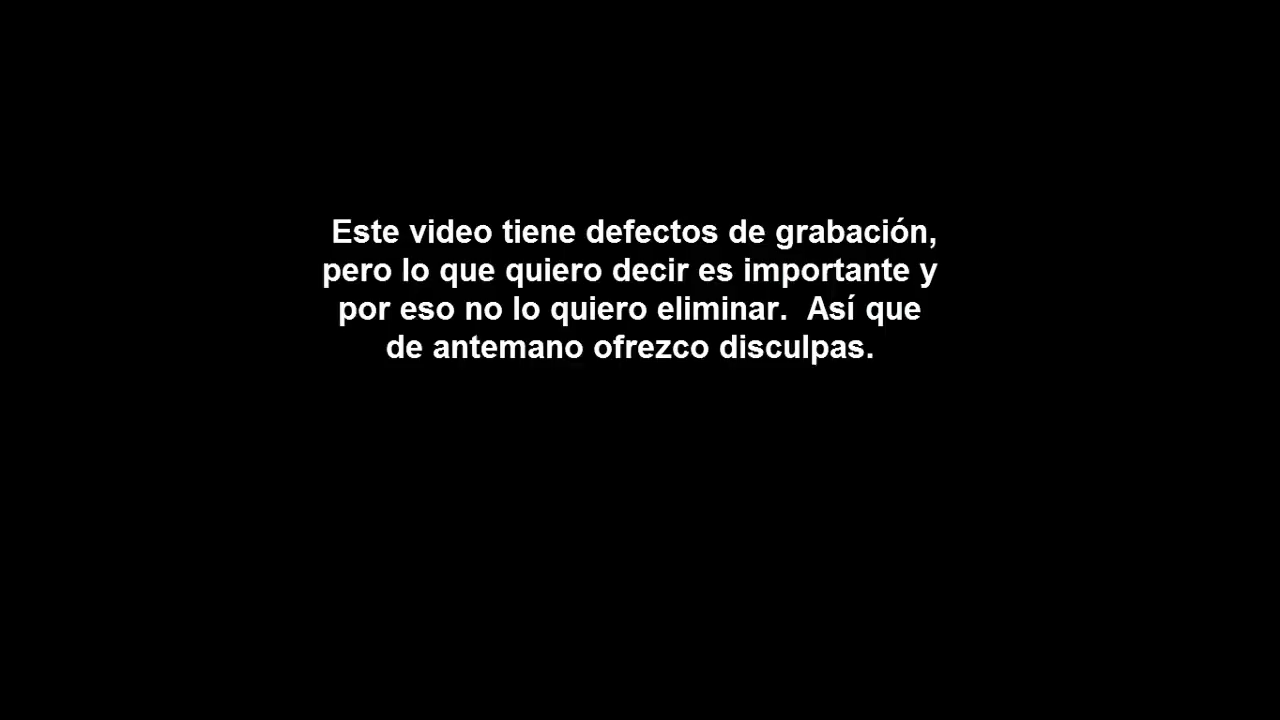 Este video tiene defectos de grabación,
pero lo que quiero decir es importante y
por eso no lo quiero eliminar.  Así que
de antemano ofrezco disculpas.